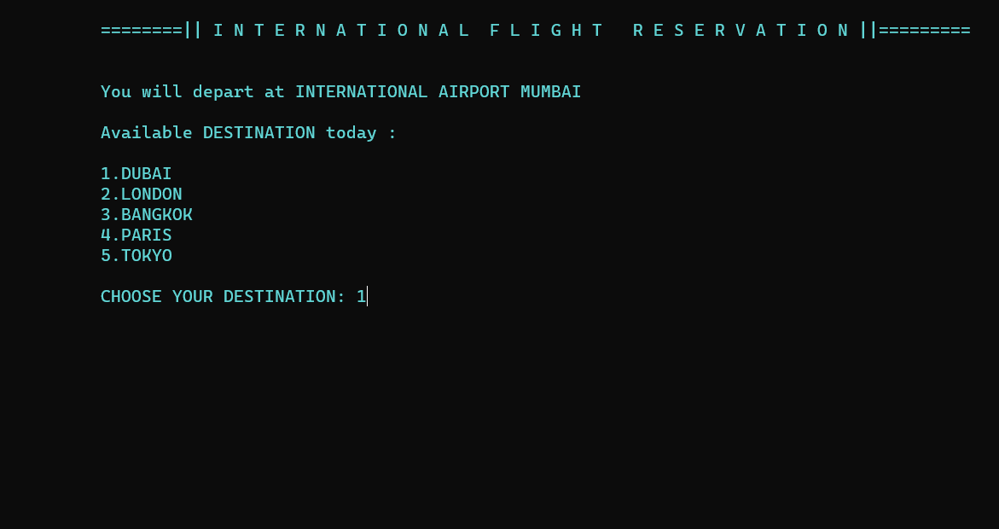 ========|| I N T E R N A T I O N A L  F L I G H T   R E S E R V A T I O N ||=========
You will depart at INTERNATIONAL AIRPORT MUMBAI
Available DESTINATION today :
1.DUBAI
2.LONDON
3.BANGKOK
4.PARIS
5.TOKYO
CHOOSE YOUR DESTINATION: 1